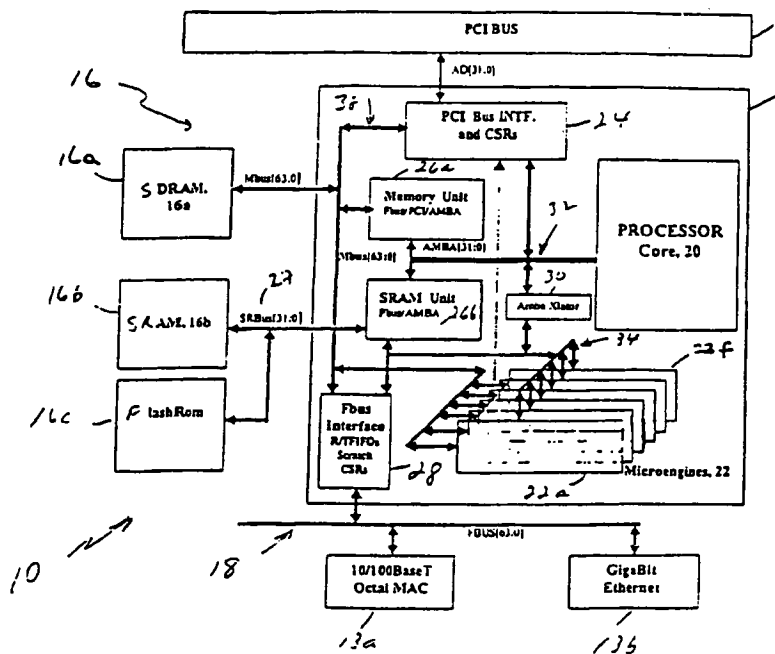 PCI BUS
AD[31:0]
16
38
PCI Bus INTF.
and CSRs
24
16a
SDRAM.
16a
Mbus[63:0]
26a
Memory Unit
Fbus/PCI/AMBA
32
PROCESSOR
Core, 20
AMBA[31:0]
Mbus[63:0]
30
16b
27
SRAM Unit
Fbus/AMBA
26b
Amba Xlator
SRAM. 16b
SRBus[31:0]
34
22f
16c
FlashRom
Fbus
Interface
R/TFIFOs
Scratch
CSRs
28
22a
Microengines, 22
10
18
FBUS[63:0]
10/100BaseT
Octal MAC
GigaBit
Ethernet
13a
13b